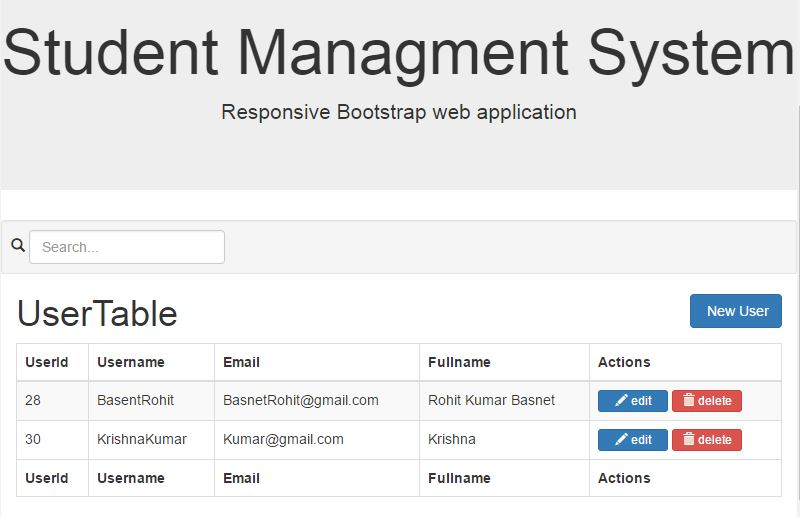 Student Managment System
Responsive Bootstrap web application
Search...
UserTable
New User
UserId Username Email Fullname Actions
28 BasentRohit BasnetRohit@gmail.com Rohit Kumar Basnet edit delete
30 KrishnaKumar Kumar@gmail.com Krishna edit delete
UserId Username Email Fullname Actions